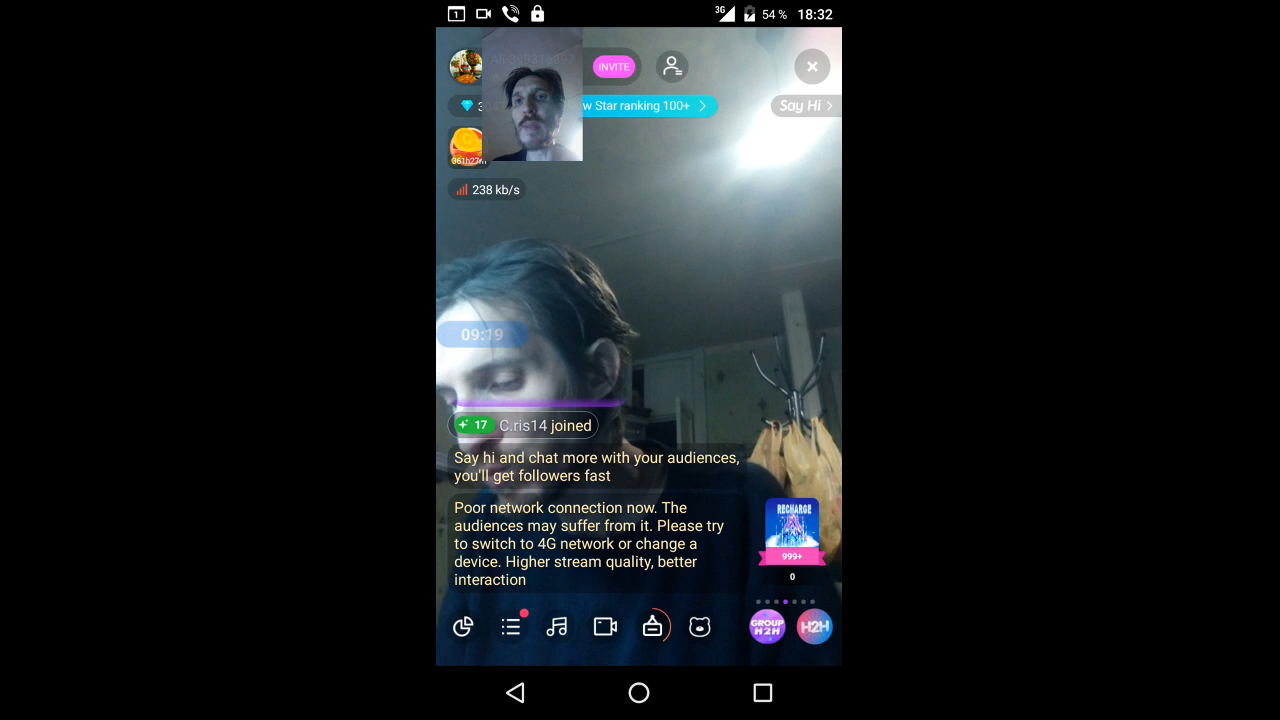 1
3G
54 %
18:32
INVITE
w Star ranking 100+
Say Hi
361h27m
238 kb/s
09:19
17 C.ris14 joined
Say hi and chat more with your audiences,
you'll get followers fast
Poor network connection now. The
audiences may suffer from it. Please try
to switch to 4G network or change a
device. Higher stream quality, better
interaction
RECHARGE
999+
0
GROUP
H2H
H2H